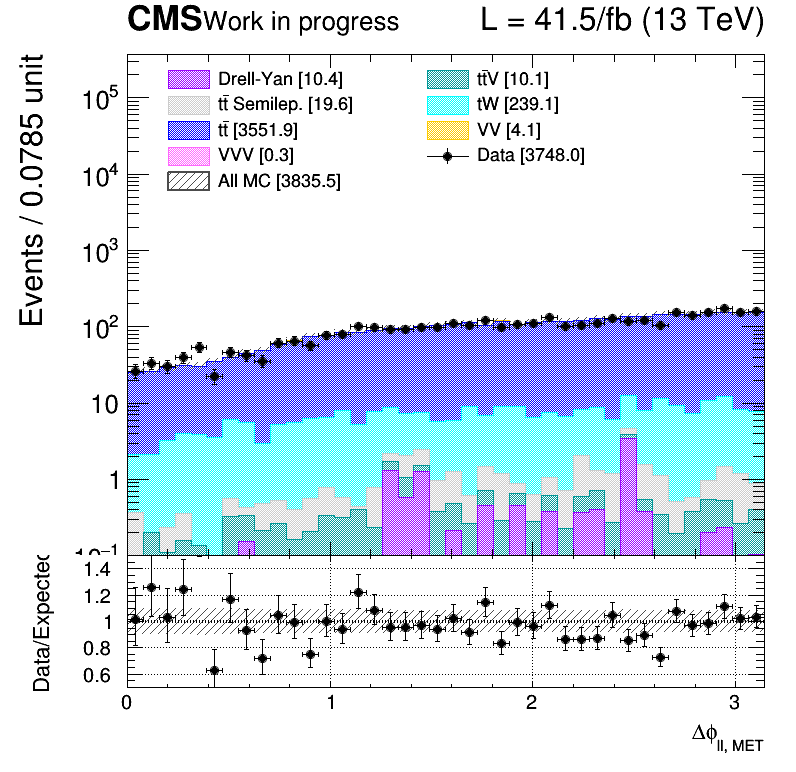 CMS Work in progress L = 41.5/fb (13 TeV)
Events / 0.0785 unit
Drell-Yan [10.4]
tt̄ Semilep. [19.6]
tt̄ [3551.9]
VVV [0.3]
All MC [3835.5]
tt̄V [10.1]
tW [239.1]
VV [4.1]
Data [3748.0]
10⁵
10⁴
10³
10²
10
1
10⁻¹
Data/Expected
1.4
1.2
1
0.8
0.6
0 1 2 3
Δϕ_ll, MET